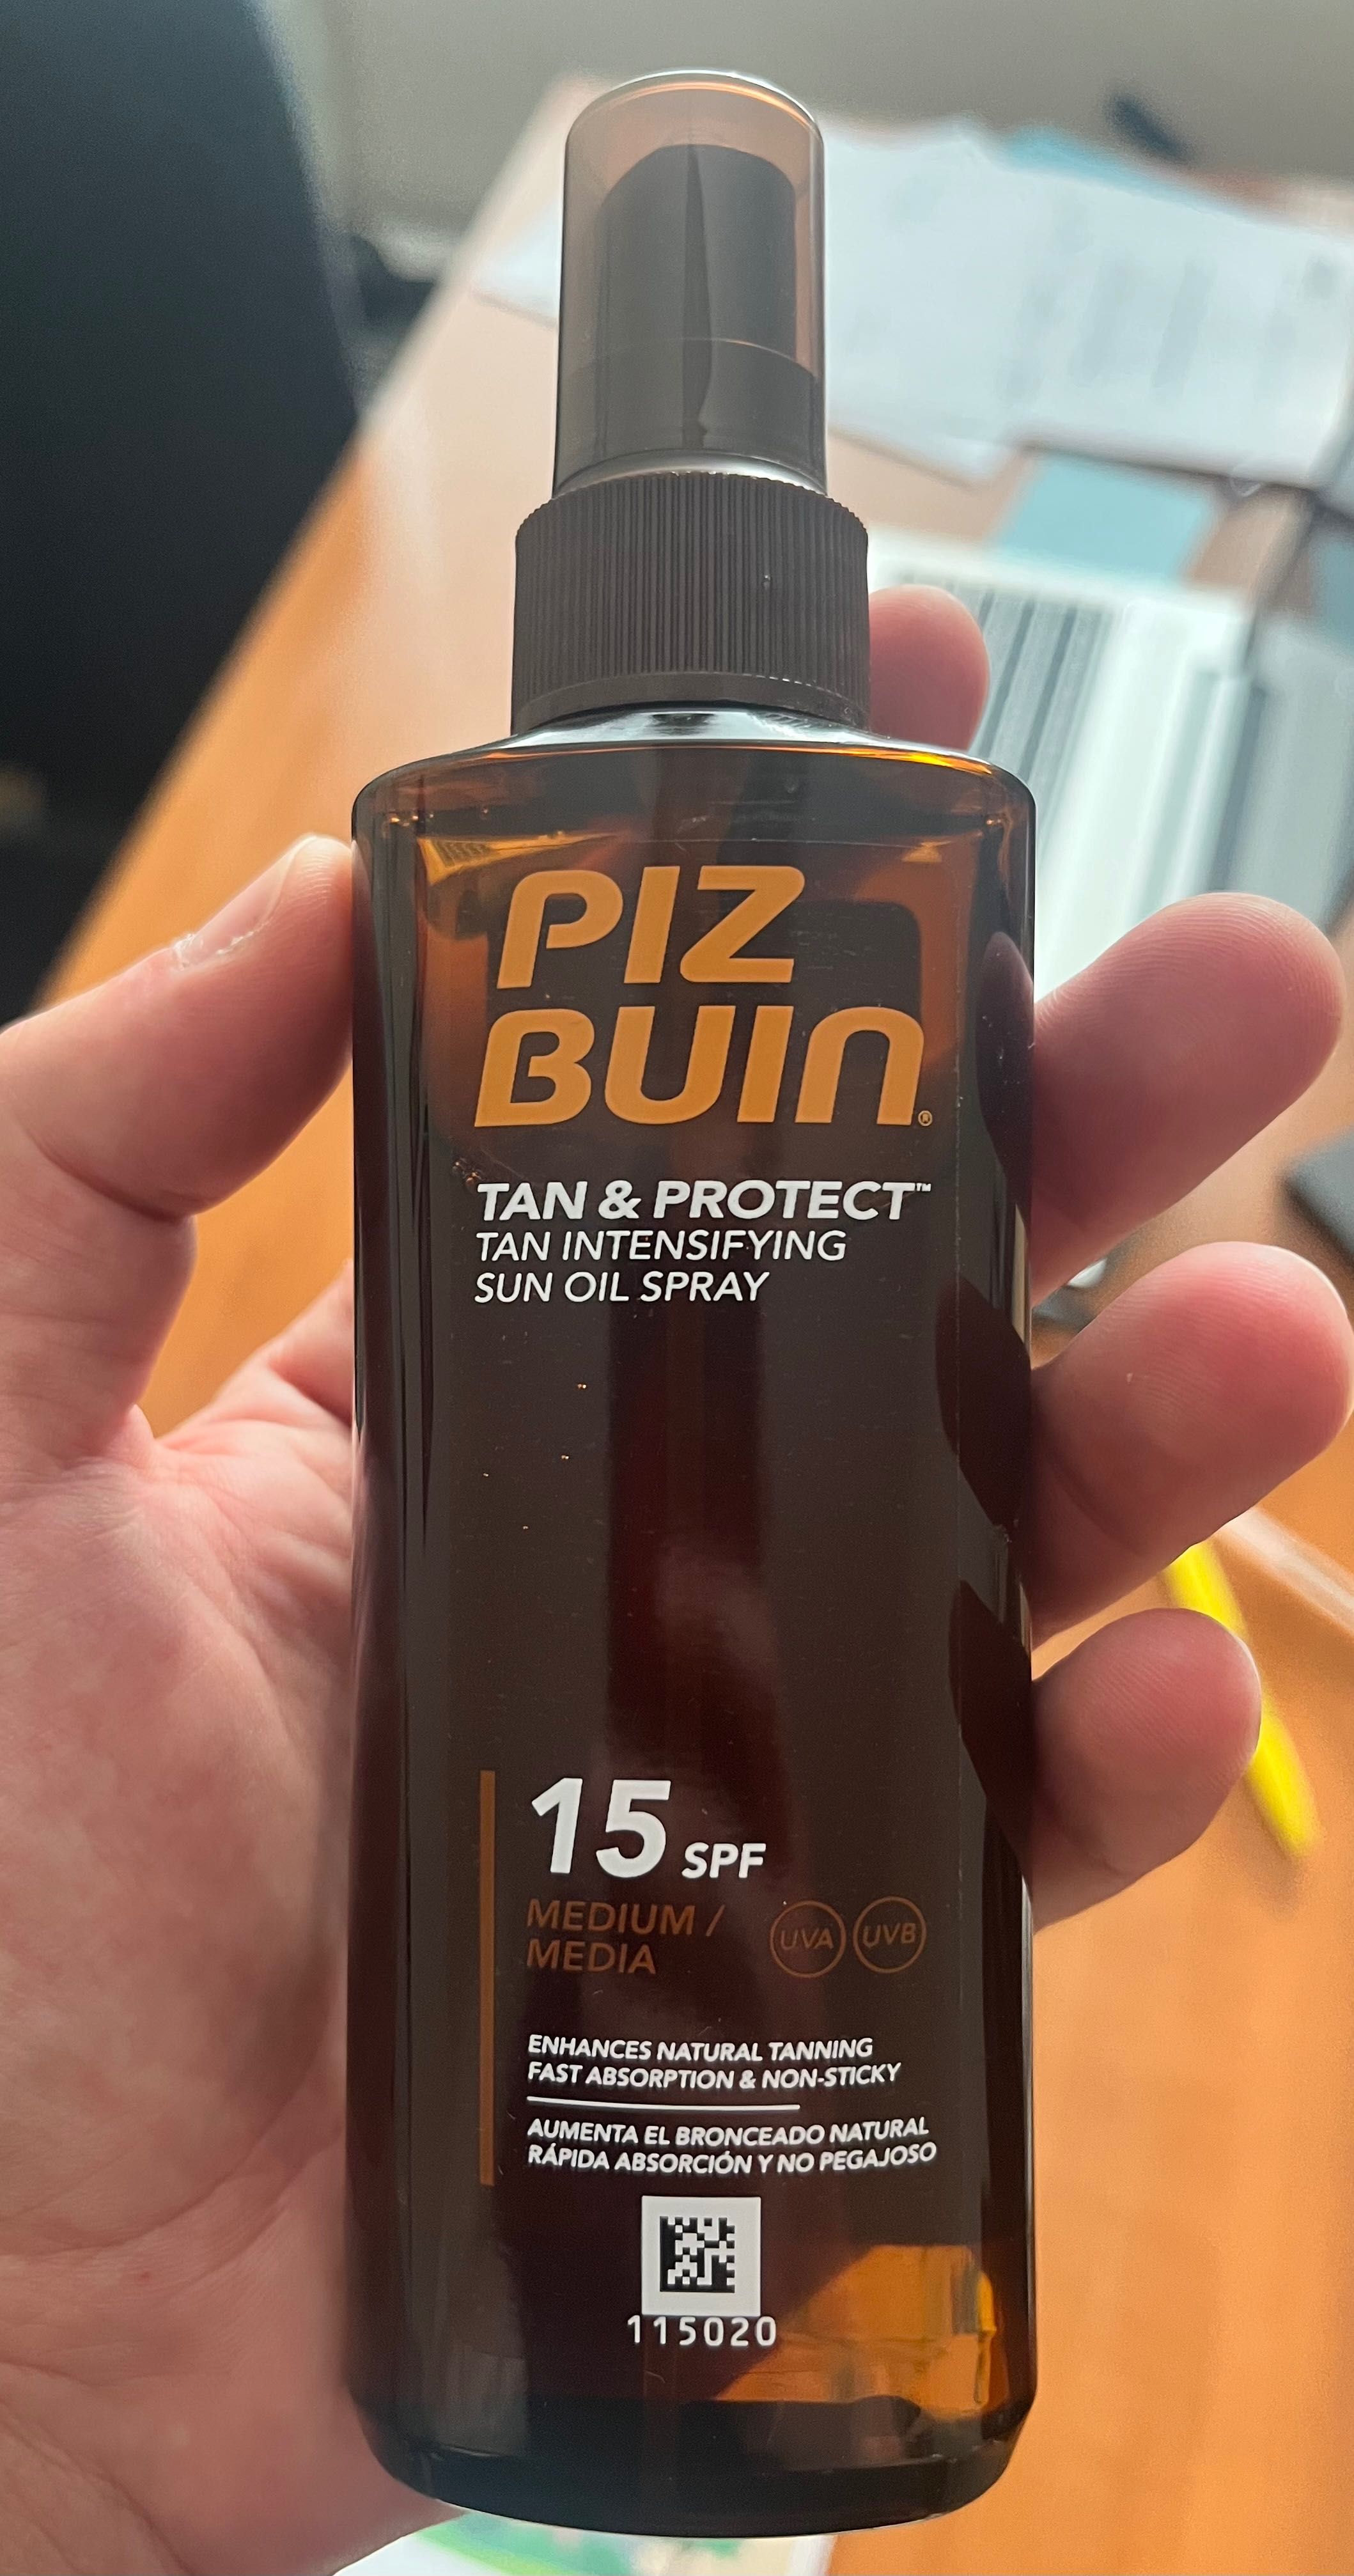 PIZ
BUIN®
TAN & PROTECT™
TAN INTENSIFYING
SUN OIL SPRAY
15 SPF
MEDIUM /
MEDIA
UVA UVB
ENHANCES NATURAL TANNING
FAST ABSORPTION & NON-STICKY
AUMENTA EL BRONCEADO NATURAL
RÁPIDA ABSORCIÓN Y NO PEGAJOSO
115020